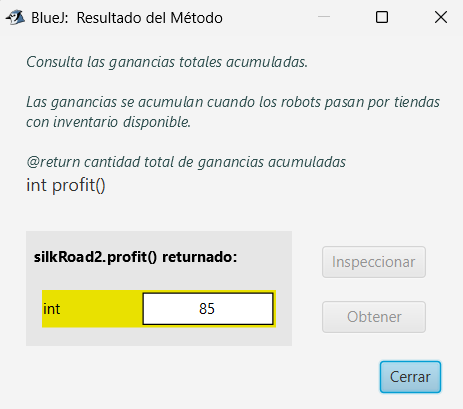 BlueJ: Resultado del Método
Consulta las ganancias totales acumuladas.
Las ganancias se acumulan cuando los robots pasan por tiendas
con inventario disponible.
@return cantidad total de ganancias acumuladas
int profit()
silkRoad2.profit() returnado:
int 85
Inspeccionar
Obtener
Cerrar